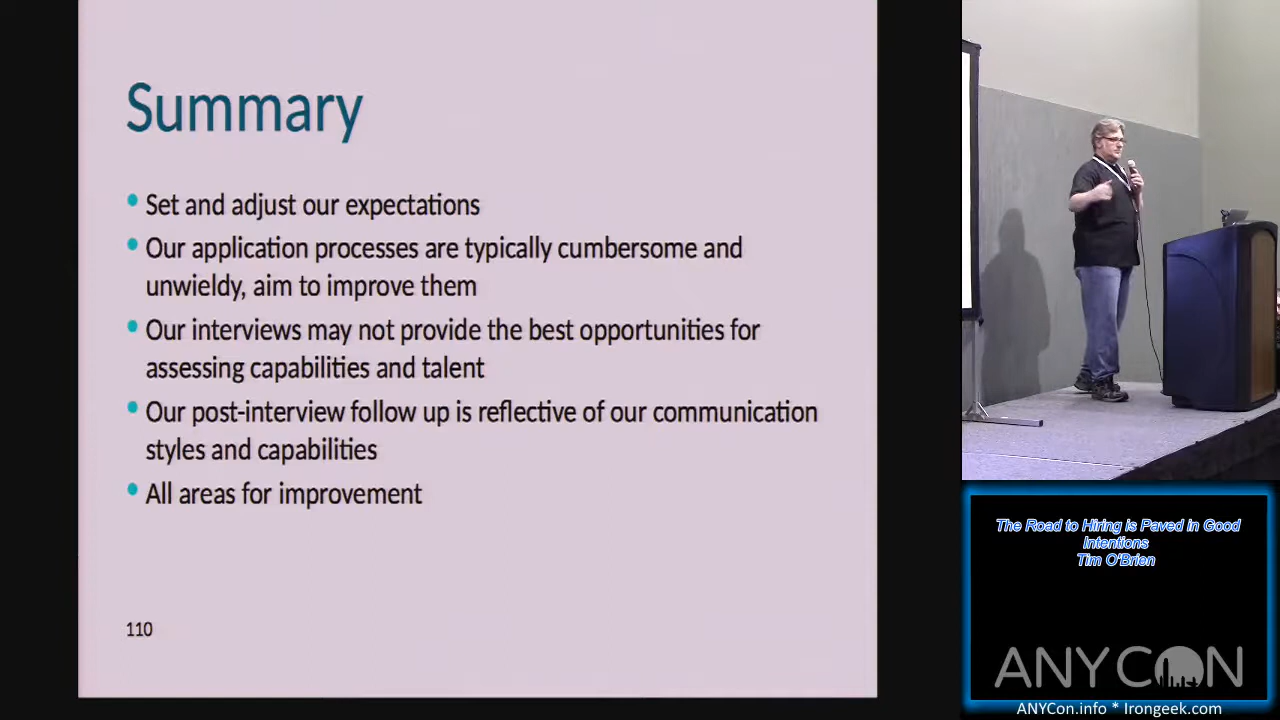 Summary
• Set and adjust our expectations
• Our application processes are typically cumbersome and
unwieldy, aim to improve them
• Our interviews may not provide the best opportunities for
assessing capabilities and talent
• Our post-interview follow up is reflective of our communication
styles and capabilities
• All areas for improvement
110
The Road to Hiring is Paved in Good
Intentions
Tim O'Brien
ANYCON
ANYCon.info * Irongeek.com